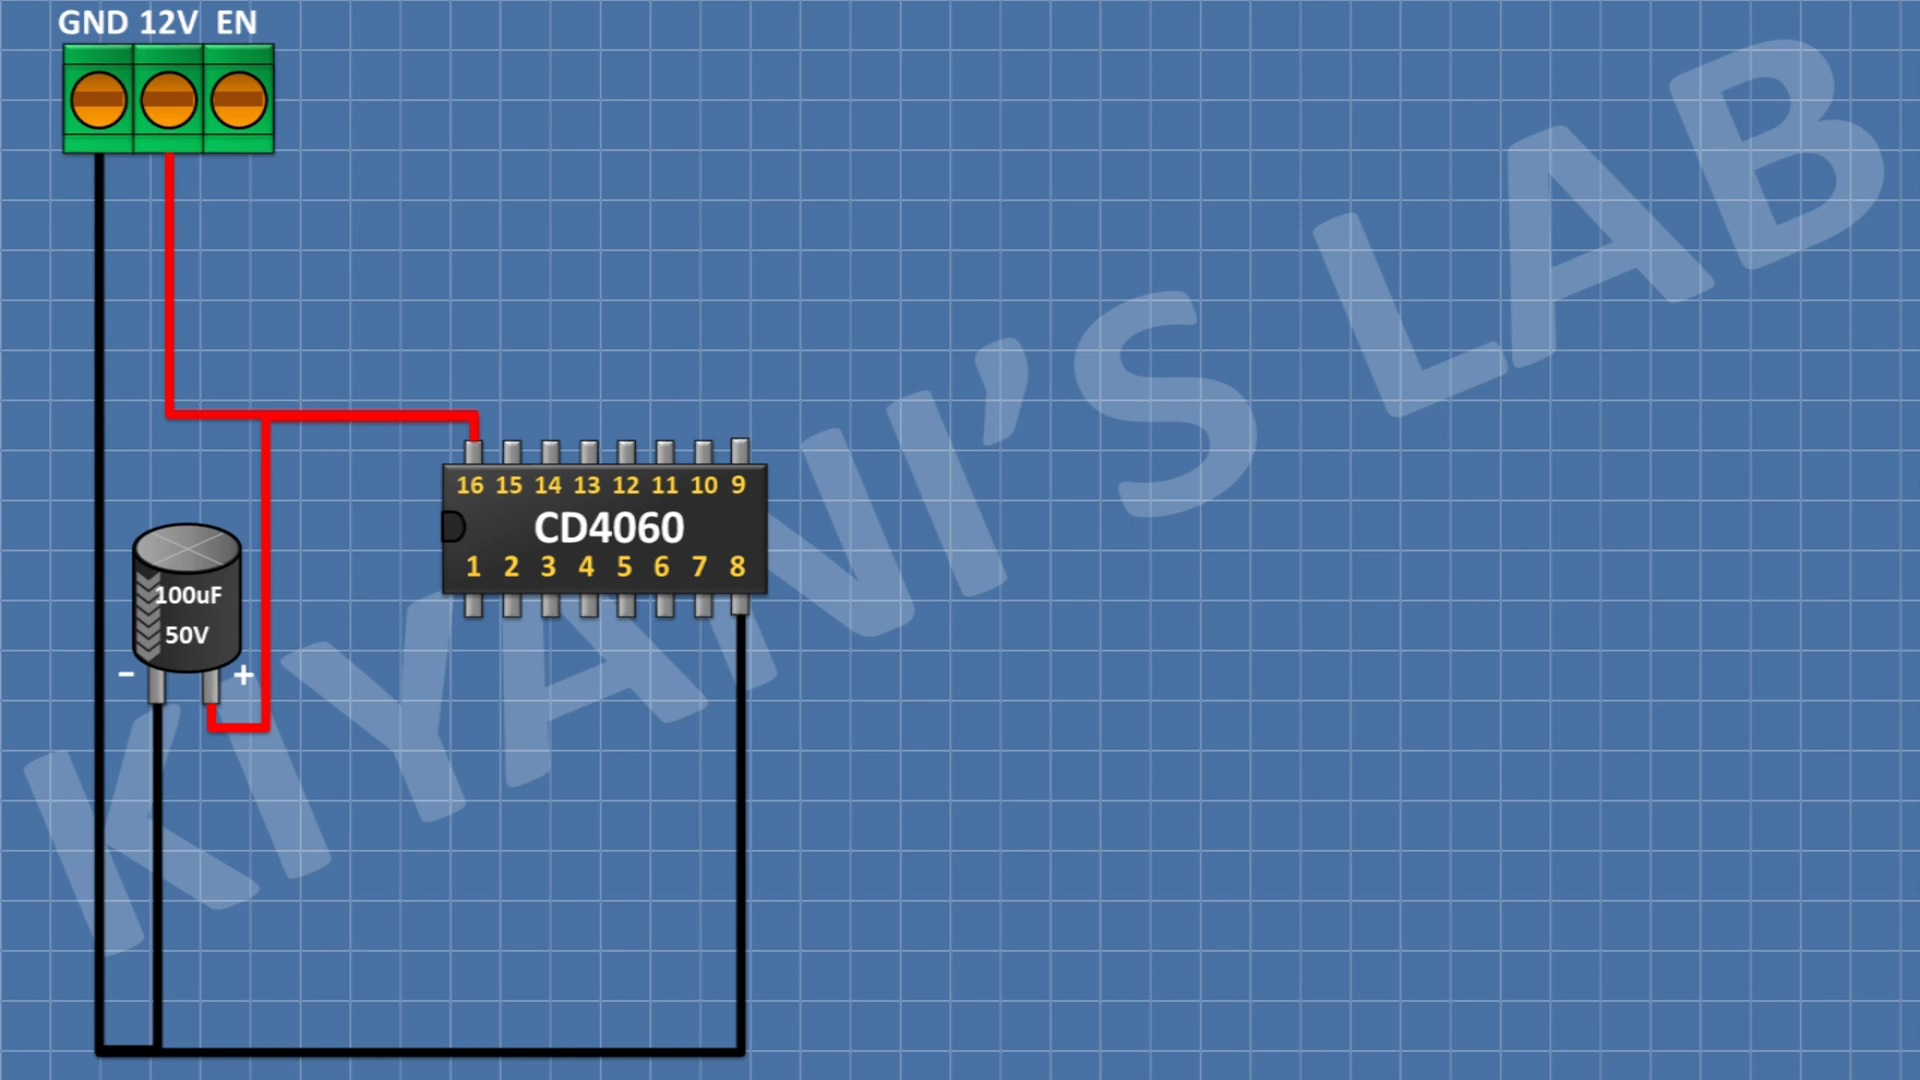 GND 12V EN
16 15 14 13 12 11 10 9
CD4060
1 2 3 4 5 6 7 8
100uF
50V
- +
KIYANI'S LAB